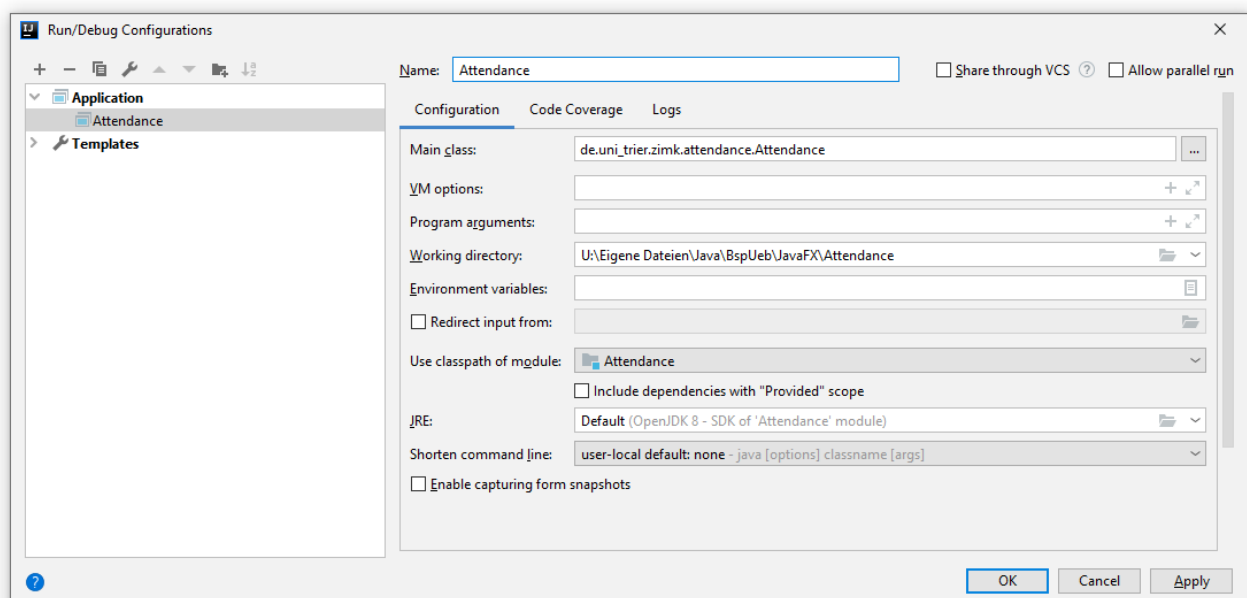 IJ Run/Debug Configurations
Name: Attendance Share through VCS ? Allow parallel run
Application
Attendance
Templates
Configuration Code Coverage Logs
Main class: de.uni_trier.zimk.attendance.Attendance ...
VM options:
Program arguments:
Working directory: U:\Eigene Dateien\Java\BspUeb\JavaFX\Attendance
Environment variables:
Redirect input from:
Use classpath of module: Attendance
Include dependencies with "Provided" scope
JRE: Default (OpenJDK 8 - SDK of 'Attendance' module)
Shorten command line: user-local default: none - java [options] classname [args]
Enable capturing form snapshots
? OK Cancel Apply